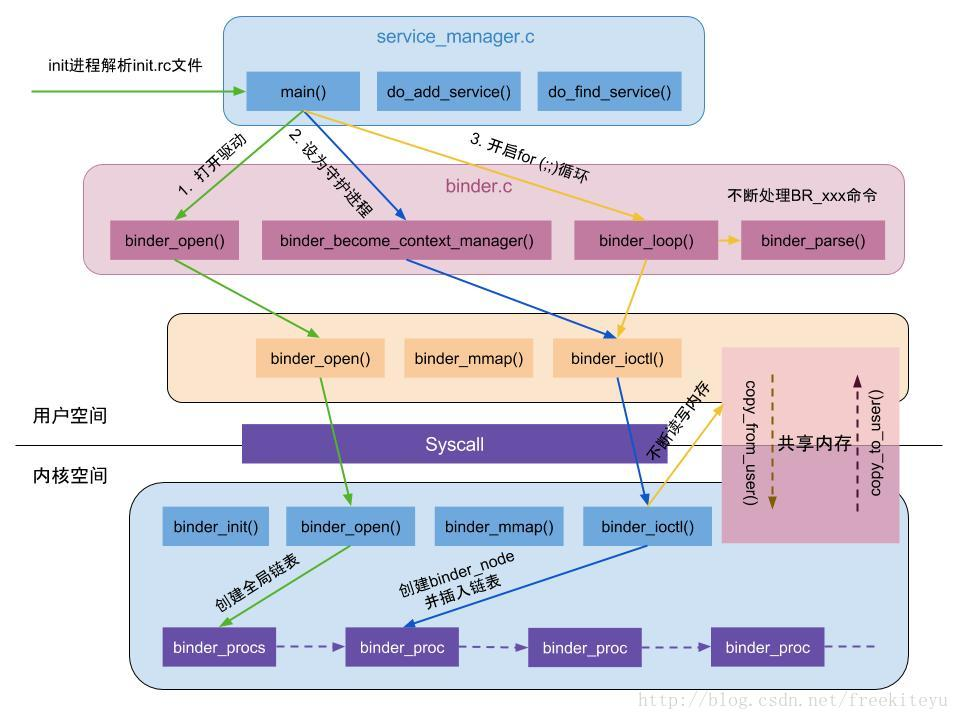 service_manager.c
init进程解析init.rc文件
main()
do_add_service()
do_find_service()
1. 打开驱动
2. 设为守护进程
3. 开启for (;;)循环
binder.c
不断处理BR_xxx命令
binder_open()
binder_become_context_manager()
binder_loop()
binder_parse()
binder_open()
binder_mmap()
binder_ioctl()
不断读写内存
copy_from_user()
共享内存
copy_to_user()
用户空间
Syscall
内核空间
binder_init()
binder_open()
binder_mmap()
binder_ioctl()
创建全局链表
创建binder_node
并插入链表
binder_procs
binder_proc
binder_proc
binder_proc
http://blog.csdn.net/freekiteyu